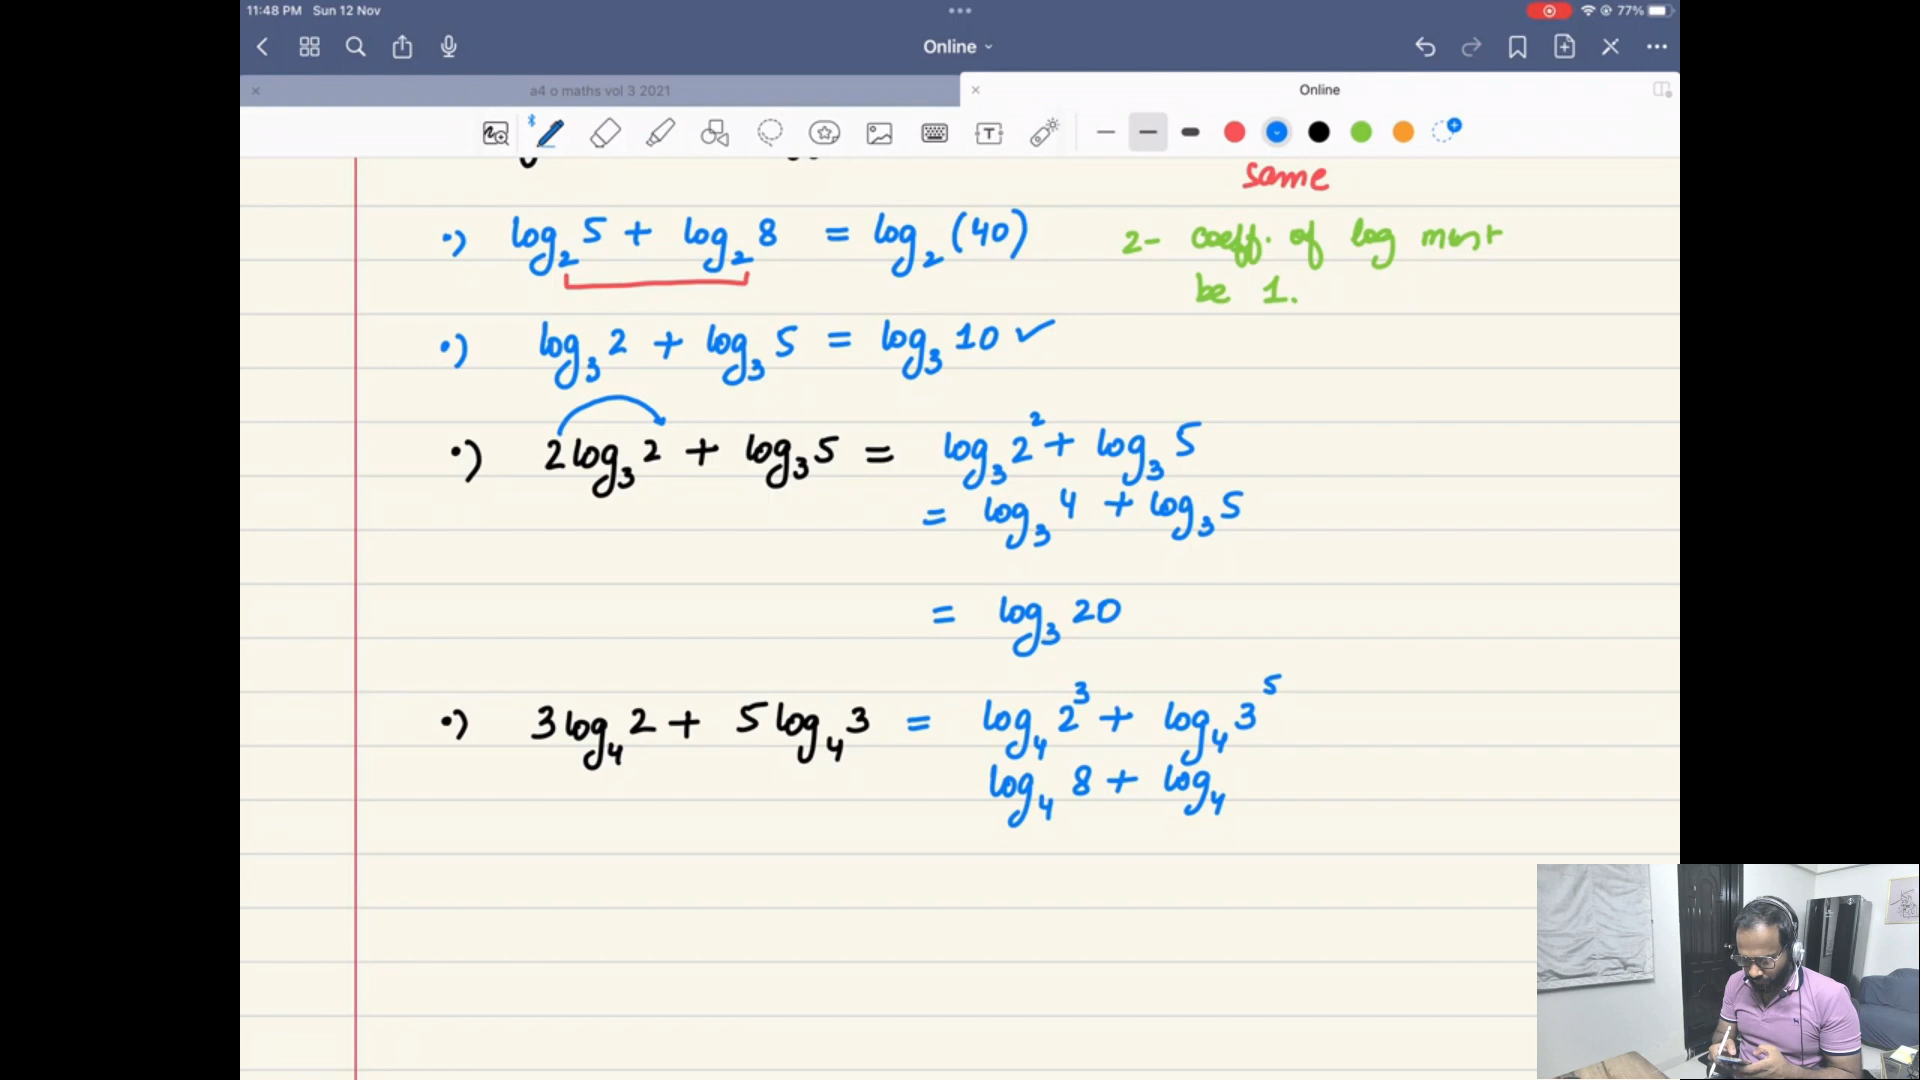 11:48 PM Sun 12 Nov
77%
Online
a4 o maths vol 3 2021
Online
same
•) log₂5 + log₂8 = log₂(40)
2- coeff. of log must
be 1.
•) log₃2 + log₃5 = log₃10 ✓
•) 2log₃2 + log₃5 = log₃2² + log₃5
= log₃4 + log₃5
= log₃20
•) 3log₄2 + 5log₄3 = log₄2³ + log₄3⁵
log₄8 + log₄